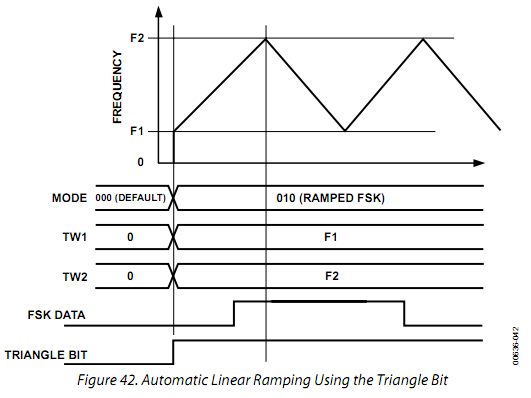 F2
FREQUENCY
F1
0
MODE 000 (DEFAULT) 010 (RAMPED FSK)
TW1 0 F1
TW2 0 F2
FSK DATA
TRIANGLE BIT
00636-042
Figure 42. Automatic Linear Ramping Using the Triangle Bit